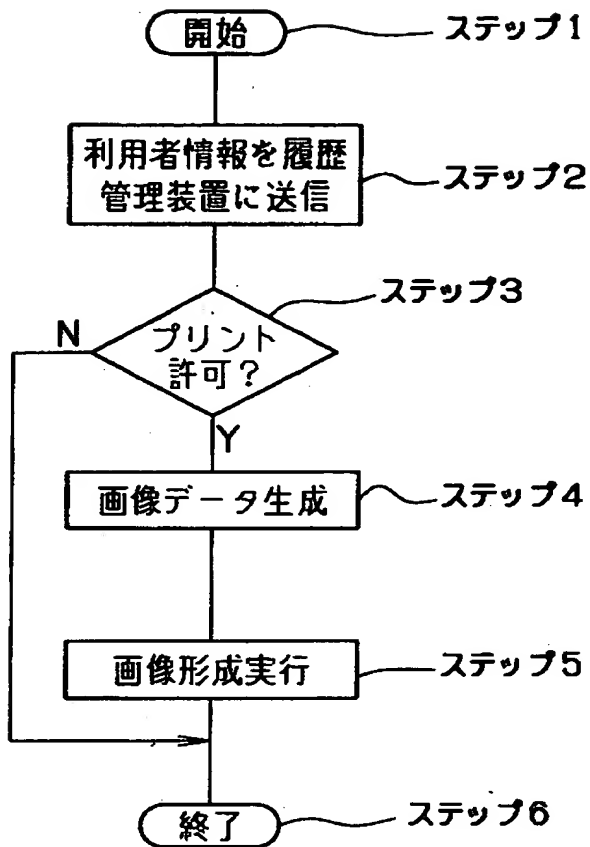 開始
ステップ1
利用者情報を履歴
管理装置に送信
ステップ2
ステップ3
N
プリント
許可？
Y
画像データ生成
ステップ4
画像形成実行
ステップ5
終了
ステップ6